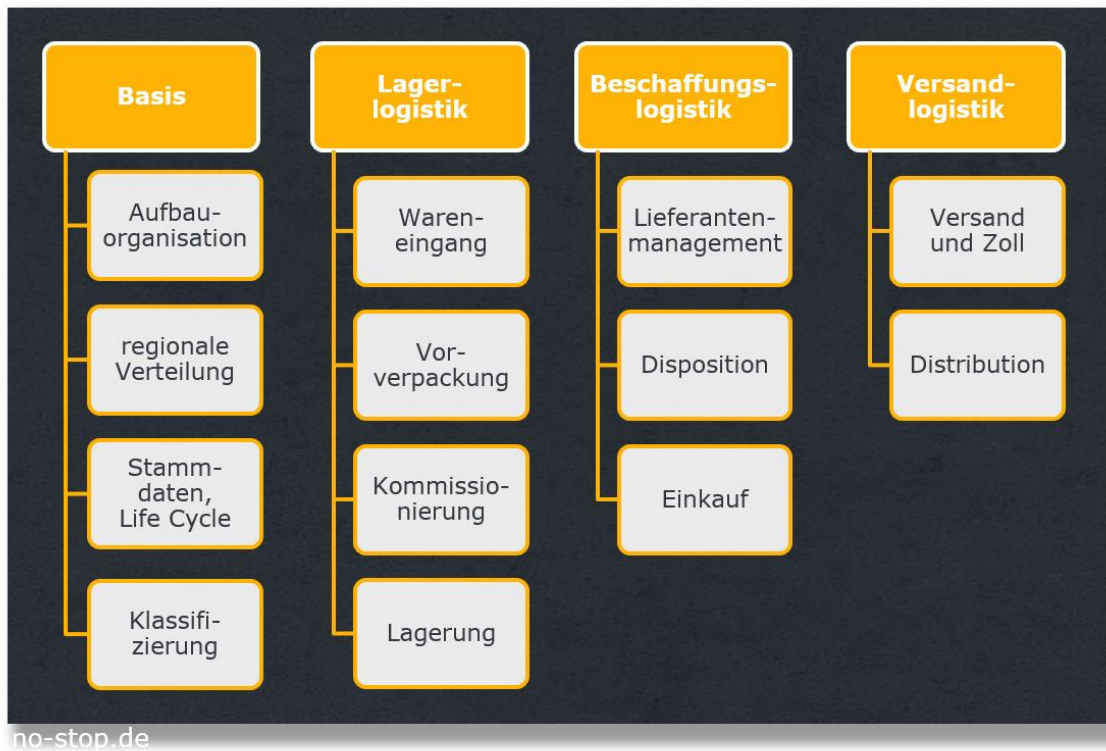 Basis
Aufbau-
organisation
regionale
Verteilung
Stamm-
daten,
Life Cycle
Klassifi-
zierung
Lager-
logistik
Waren-
eingang
Vor-
verpackung
Kommissio-
nierung
Lagerung
Beschaffungs-
logistik
Lieferanten-
management
Disposition
Einkauf
Versand-
logistik
Versand
und Zoll
Distribution
no-stop.de